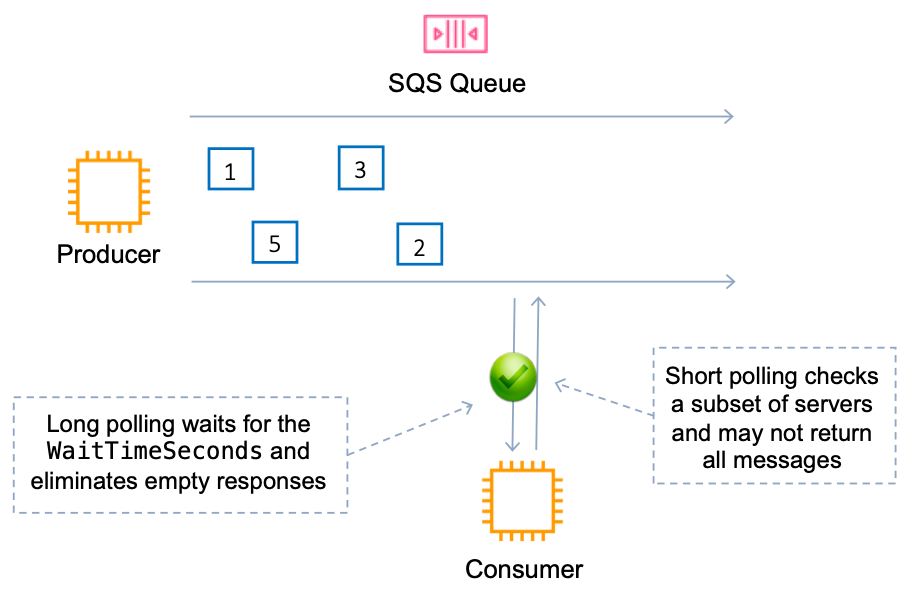 SQS Queue
1
3
Producer
5
2
Short polling checks
a subset of servers
and may not return
all messages
Long polling waits for the
WaitTimeSeconds and
eliminates empty responses
Consumer